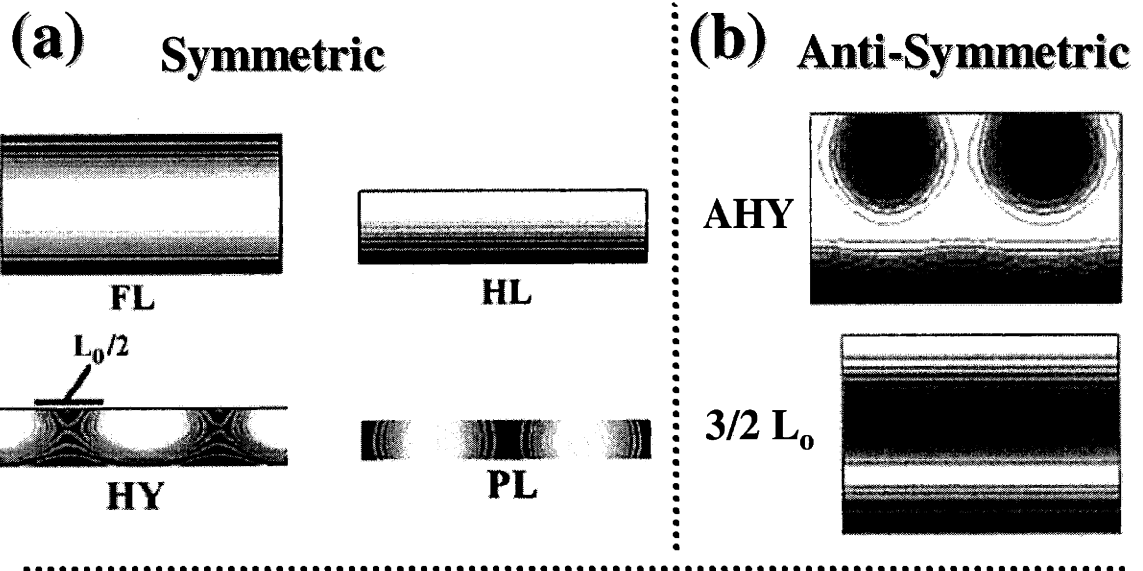 (a) Symmetric
FL
HL
L₀/2
HY
PL
(b) Anti-Symmetric
AHY
3/2 Lₒ